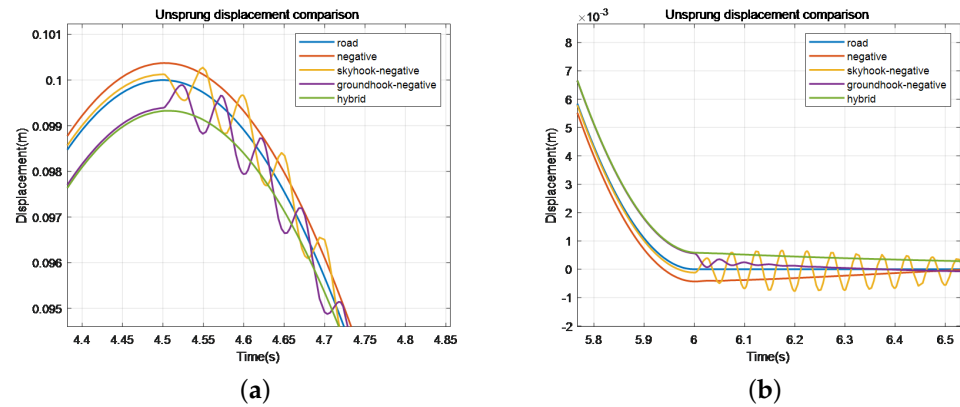 Unsprung displacement comparison
0.101
0.1
0.099
0.098
0.097
0.096
0.095
Displacement(m)
road
negative
skyhook-negative
groundhook-negative
hybrid
4.4 4.45 4.5 4.55 4.6 4.65 4.7 4.75 4.8 4.85
Time(s)
(a)
×10⁻³
Unsprung displacement comparison
8
7
6
5
4
3
2
1
0
-1
-2
Displacement(m)
road
negative
skyhook-negative
groundhook-negative
hybrid
5.8 5.9 6 6.1 6.2 6.3 6.4 6.5
Time(s)
(b)